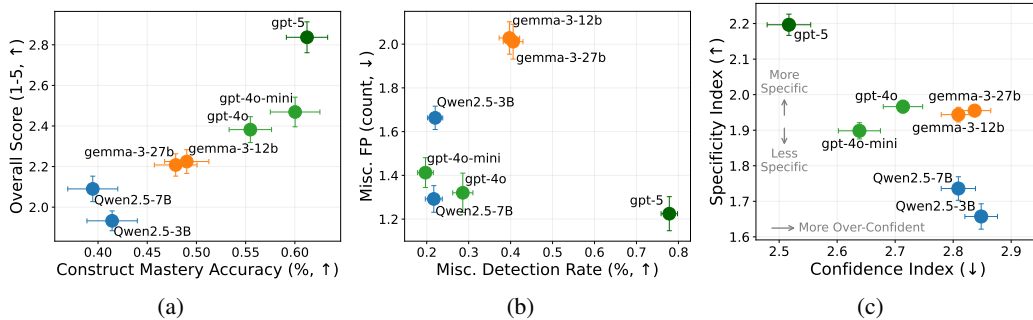 Overall Score (1-5, ↑)
2.8
2.6
2.4
2.2
2.0
gpt-5
gpt-4o-mini
gpt-4o
gemma-3-27b
gemma-3-12b
Qwen2.5-7B
Qwen2.5-3B
0.40 0.45 0.50 0.55 0.60
Construct Mastery Accuracy (%, ↑)
(a)
Misc. FP (count, ↓)
2.0
1.8
1.6
1.4
1.2
gemma-3-12b
gemma-3-27b
Qwen2.5-3B
gpt-4o-mini
gpt-4o
Qwen2.5-7B
gpt-5
0.2 0.3 0.4 0.5 0.6 0.7 0.8
Misc. Detection Rate (%, ↑)
(b)
Specificity Index (↑)
2.2
2.1
2.0
1.9
1.8
1.7
1.6
gpt-5
More
Specific
Less
Specific
gpt-4o
gemma-3-27b
gemma-3-12b
gpt-4o-mini
Qwen2.5-7B
Qwen2.5-3B
More Over-Confident
2.5 2.6 2.7 2.8 2.9
Confidence Index (↓)
(c)